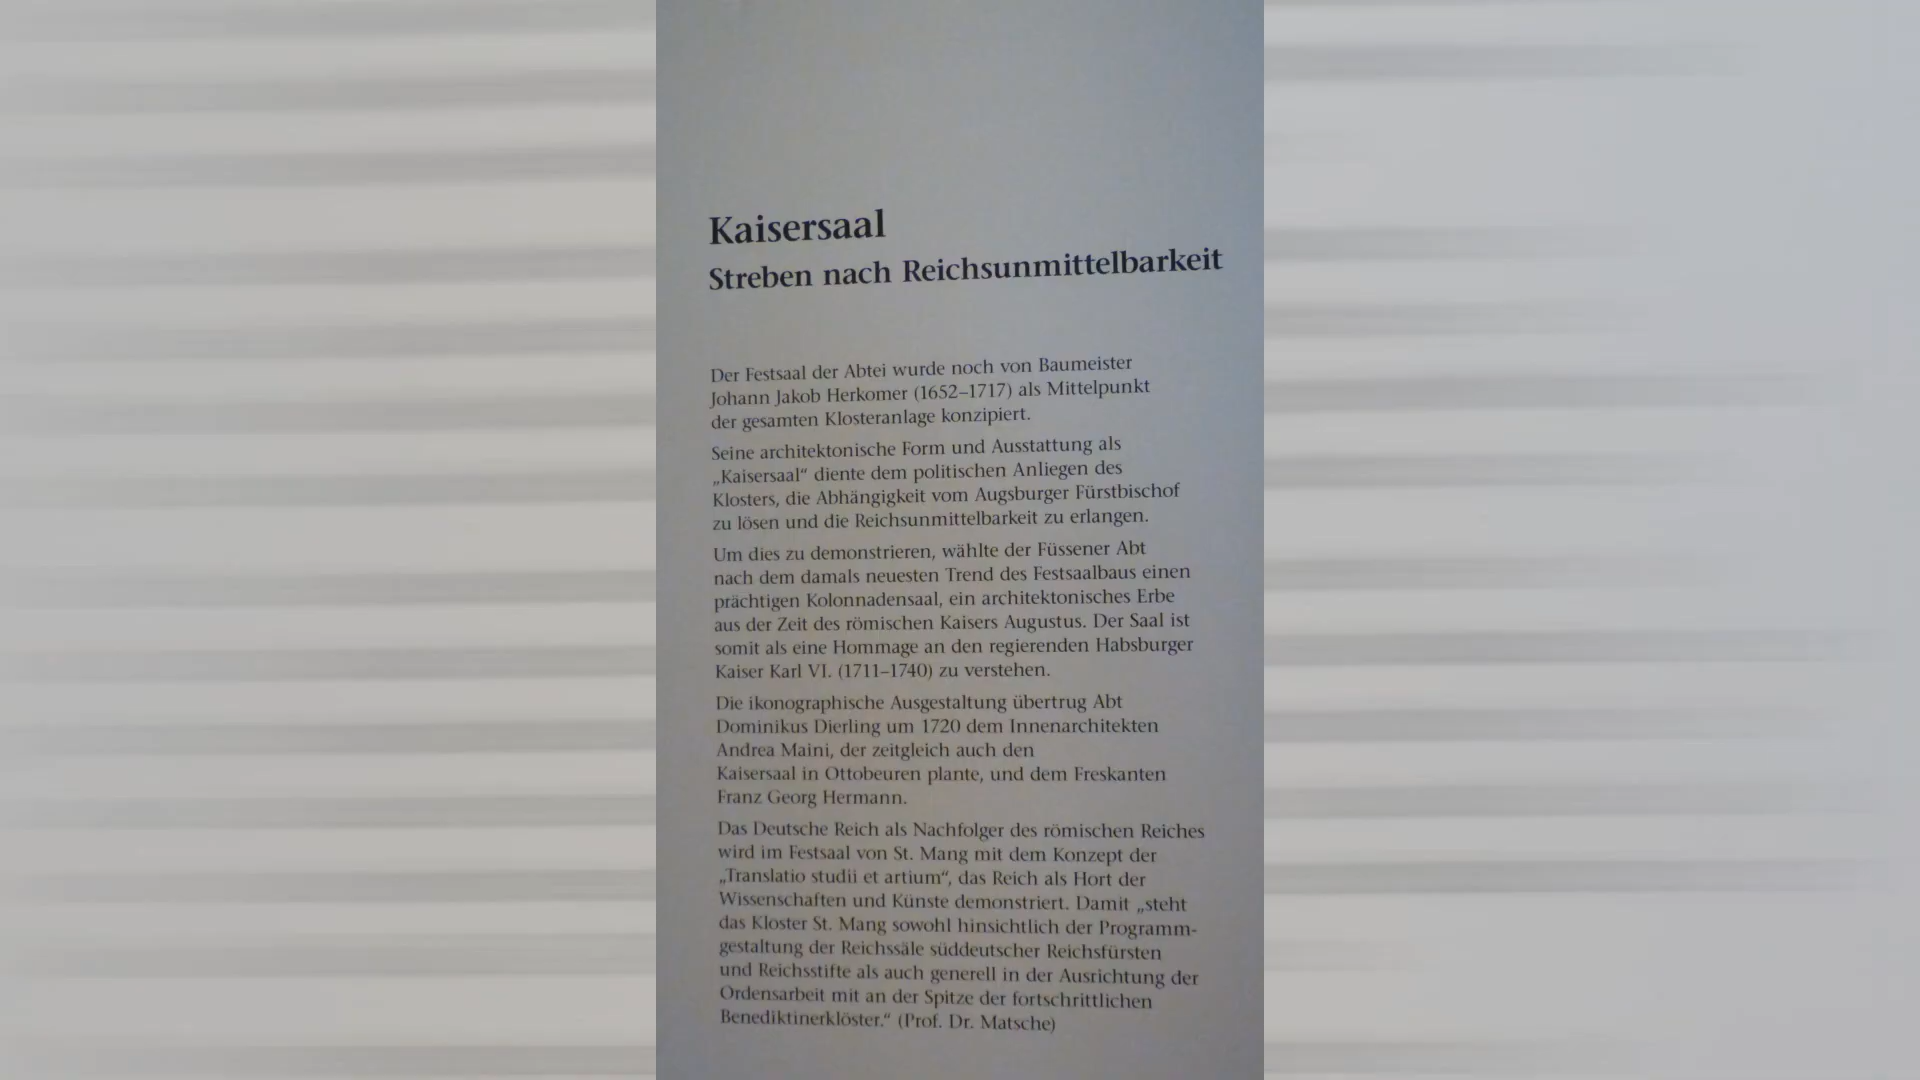 Kaisersaal
Streben nach Reichsunmittelbarkeit
Der Festsaal der Abtei wurde noch von Baumeister
Johann Jakob Herkomer (1652–1717) als Mittelpunkt
der gesamten Klosteranlage konzipiert.
Seine architektonische Form und Ausstattung als
„Kaisersaal“ diente dem politischen Anliegen des
Klosters, die Abhängigkeit vom Augsburger Fürstbischof
zu lösen und die Reichsunmittelbarkeit zu erlangen.
Um dies zu demonstrieren, wählte der Füssener Abt
nach dem damals neuesten Trend des Festsaalbaus einen
prächtigen Kolonnadensaal, ein architektonisches Erbe
aus der Zeit des römischen Kaisers Augustus. Der Saal ist
somit als eine Hommage an den regierenden Habsburger
Kaiser Karl VI. (1711–1740) zu verstehen.
Die ikonographische Ausgestaltung übertrug Abt
Dominikus Dierling um 1720 dem Innenarchitekten
Andrea Maini, der zeitgleich auch den
Kaisersaal in Ottobeuren plante, und dem Freskanten
Franz Georg Hermann.
Das Deutsche Reich als Nachfolger des römischen Reiches
wird im Festsaal von St. Mang mit dem Konzept der
„Translatio studii et artium“, das Reich als Hort der
Wissenschaften und Künste demonstriert. Damit „steht
das Kloster St. Mang sowohl hinsichtlich der Programm-
gestaltung der Reichssäle süddeutscher Reichsfürsten
und Reichsstifte als auch generell in der Ausrichtung der
Ordensarbeit mit an der Spitze der fortschrittlichen
Benediktinerklöster.“ (Prof. Dr. Matsche)